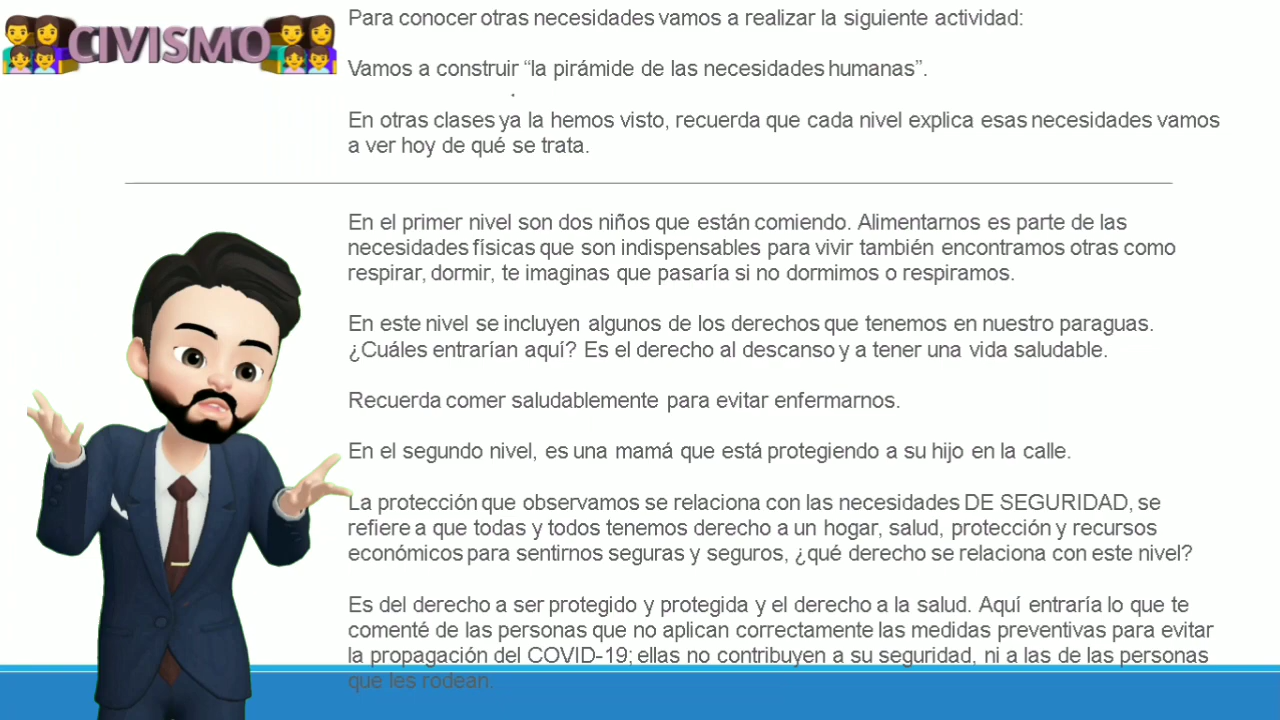 CIVISMO
Para conocer otras necesidades vamos a realizar la siguiente actividad:
Vamos a construir “la pirámide de las necesidades humanas”.
En otras clases ya la hemos visto, recuerda que cada nivel explica esas necesidades vamos
a ver hoy de qué se trata.
En el primer nivel son dos niños que están comiendo. Alimentarnos es parte de las
necesidades físicas que son indispensables para vivir también encontramos otras como
respirar, dormir, te imaginas que pasaría si no dormimos o respiramos.
En este nivel se incluyen algunos de los derechos que tenemos en nuestro paraguas.
¿Cuáles entrarían aquí? Es el derecho al descanso y a tener una vida saludable.
Recuerda comer saludablemente para evitar enfermarnos.
En el segundo nivel, es una mamá que está protegiendo a su hijo en la calle.
La protección que observamos se relaciona con las necesidades DE SEGURIDAD, se
refiere a que todas y todos tenemos derecho a un hogar, salud, protección y recursos
económicos para sentirnos seguras y seguros, ¿qué derecho se relaciona con este nivel?
Es del derecho a ser protegido y protegida y el derecho a la salud. Aquí entraría lo que te
comenté de las personas que no aplican correctamente las medidas preventivas para evitar
la propagación del COVID-19; ellas no contribuyen a su seguridad, ni a las de las personas
que les rodean.